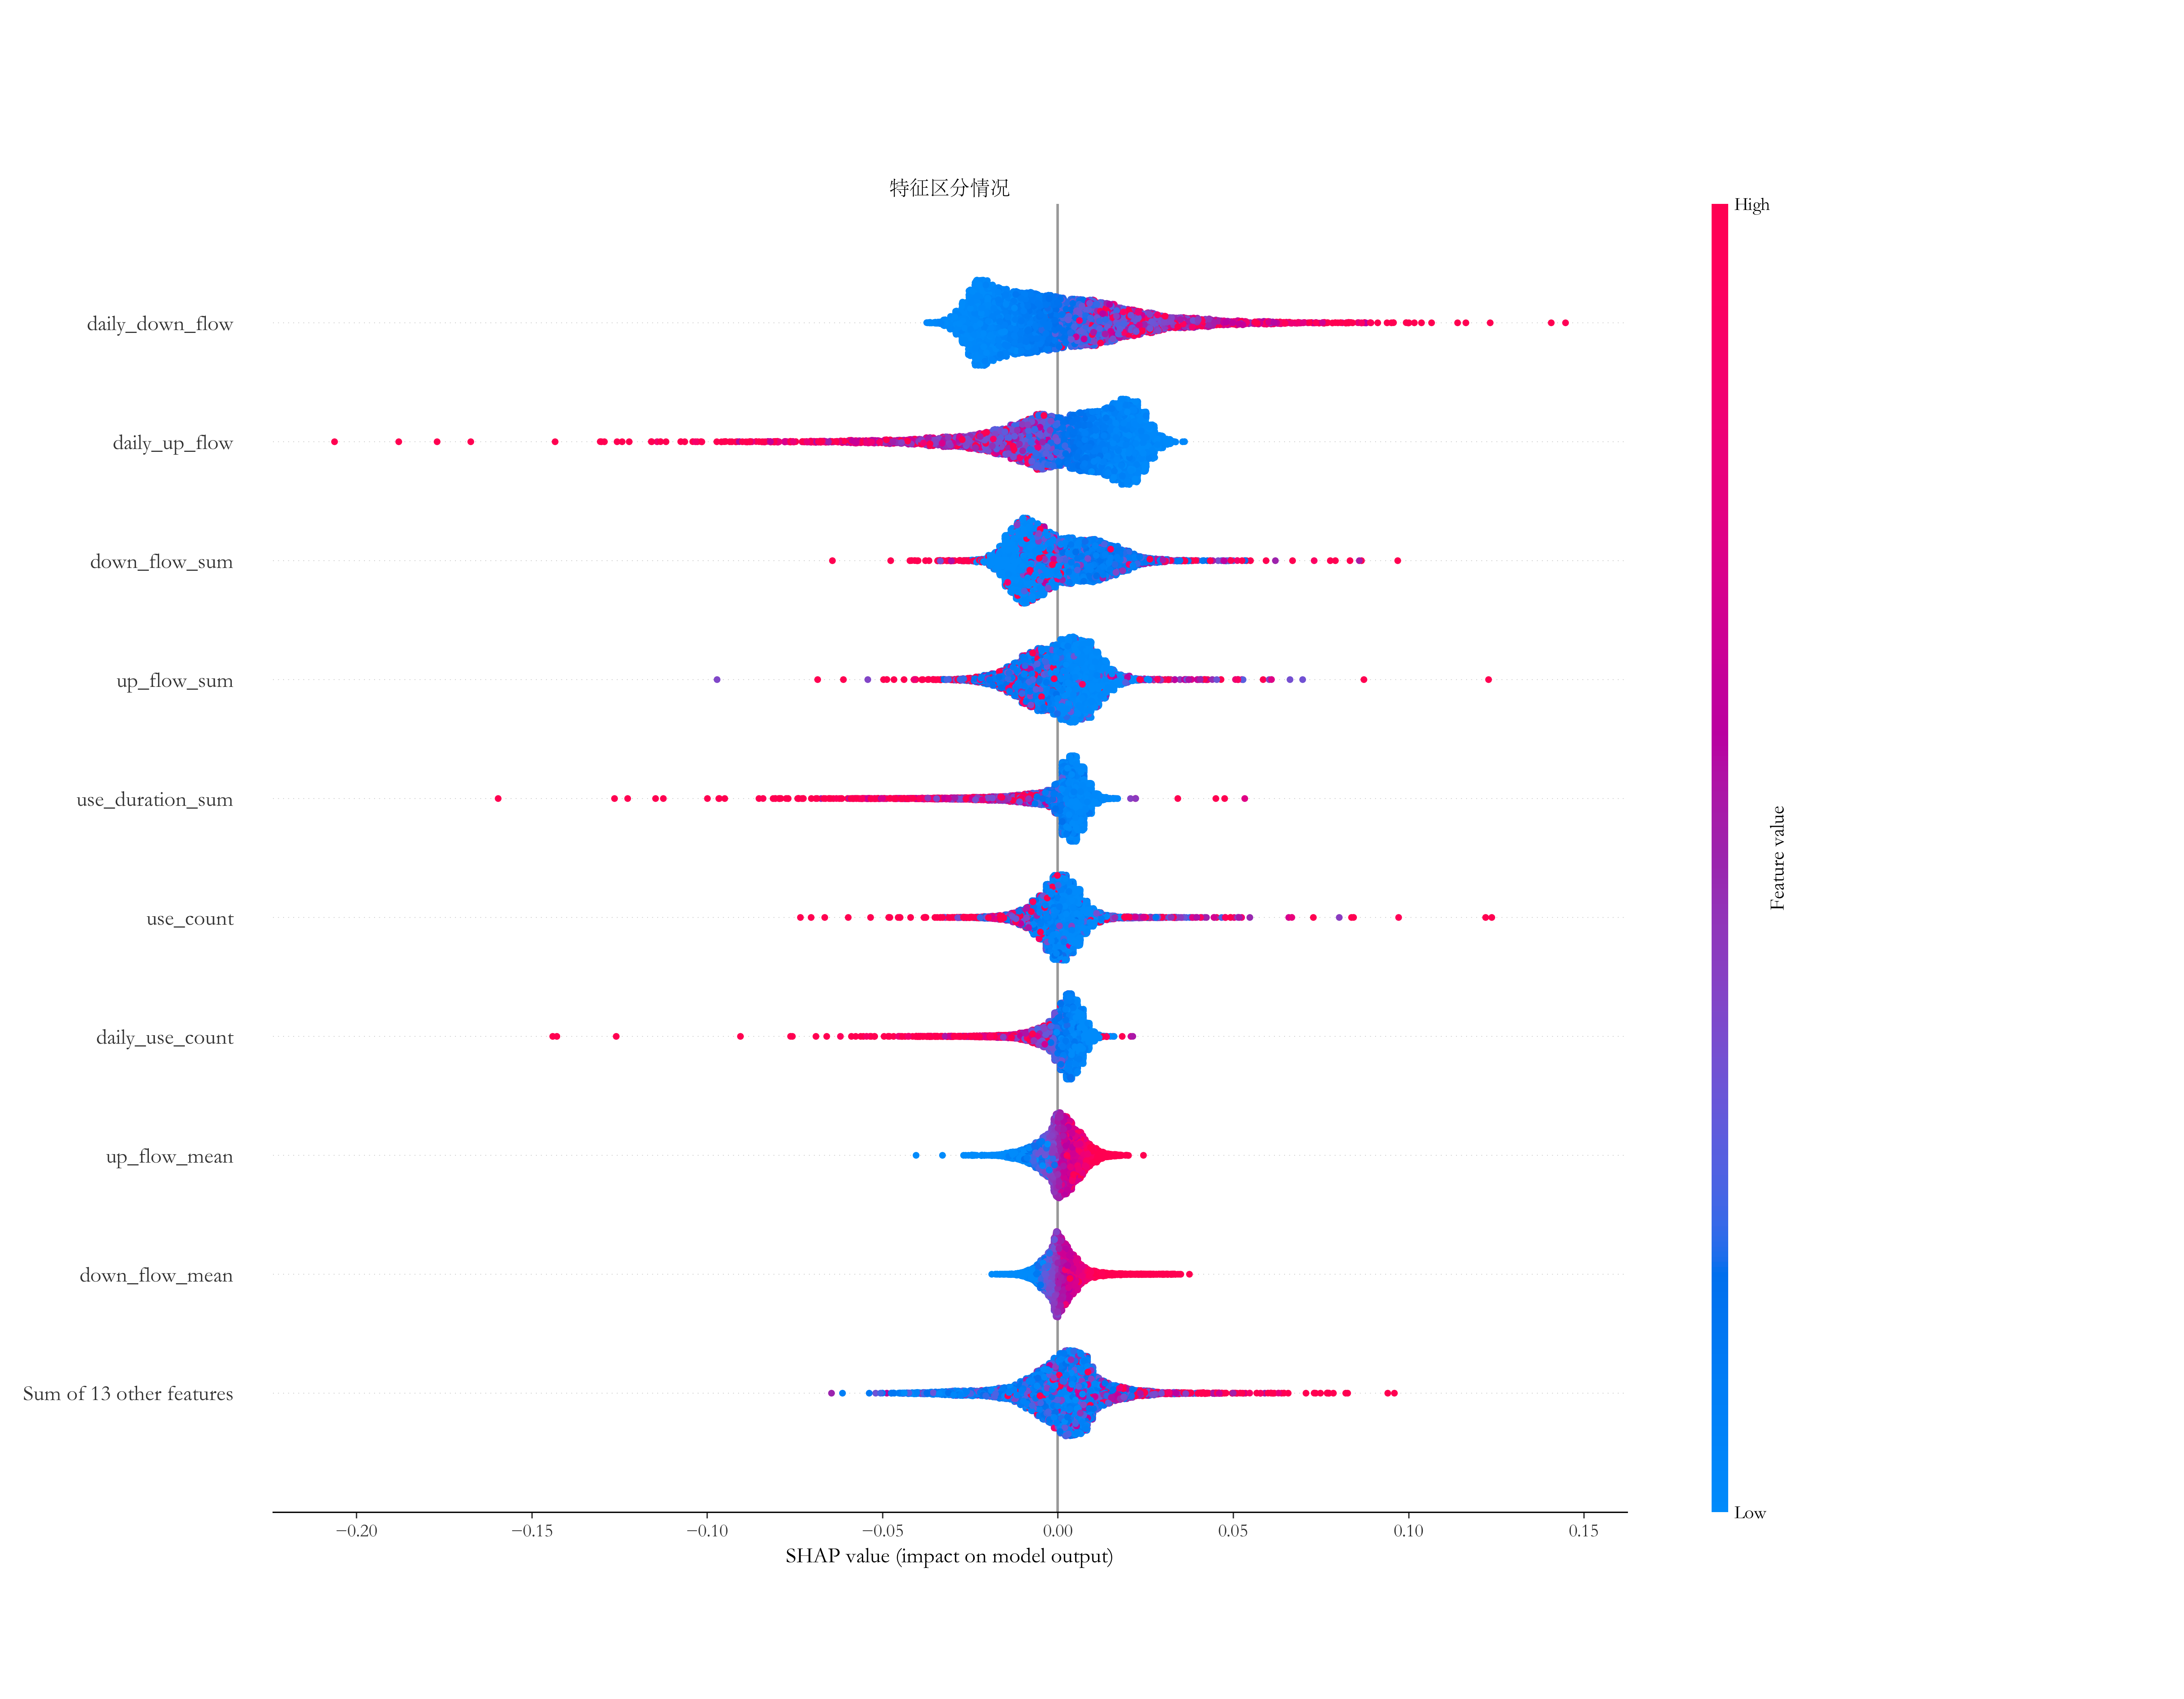 特征区分情况
High
daily_down_flow
daily_up_flow
down_flow_sum
up_flow_sum
use_duration_sum
use_count
daily_use_count
up_flow_mean
down_flow_mean
Sum of 13 other features
Feature value
Low
−0.20 −0.15 −0.10 −0.05 0.00 0.05 0.10 0.15
SHAP value (impact on model output)